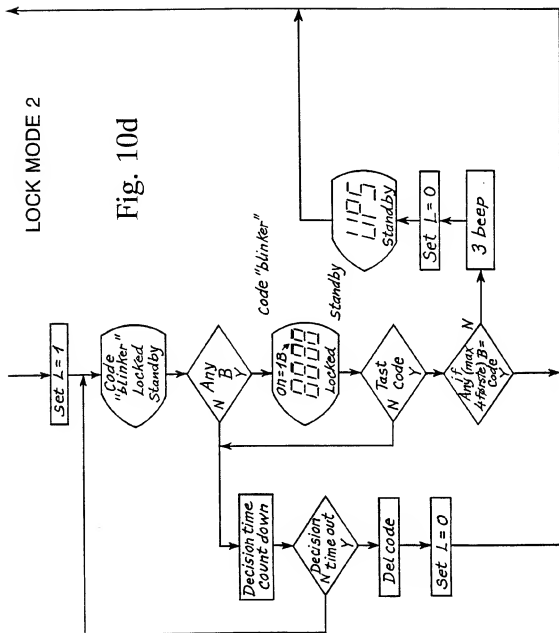 LOCK MODE 2
Fig. 10d
Set L = 1
Code
"blinker"
Locked
Standby
Any
B
N
Y
Code "blinker"
on=1B
0000
Locked
Standby
Tast
Code
N
Y
if
Any (max
4 første) B=
Code
N
Y
3 beep
Set L = 0
UPS
Standby
Decision time
count down
Decision
time out
N
Y
Del code
Set L = 0